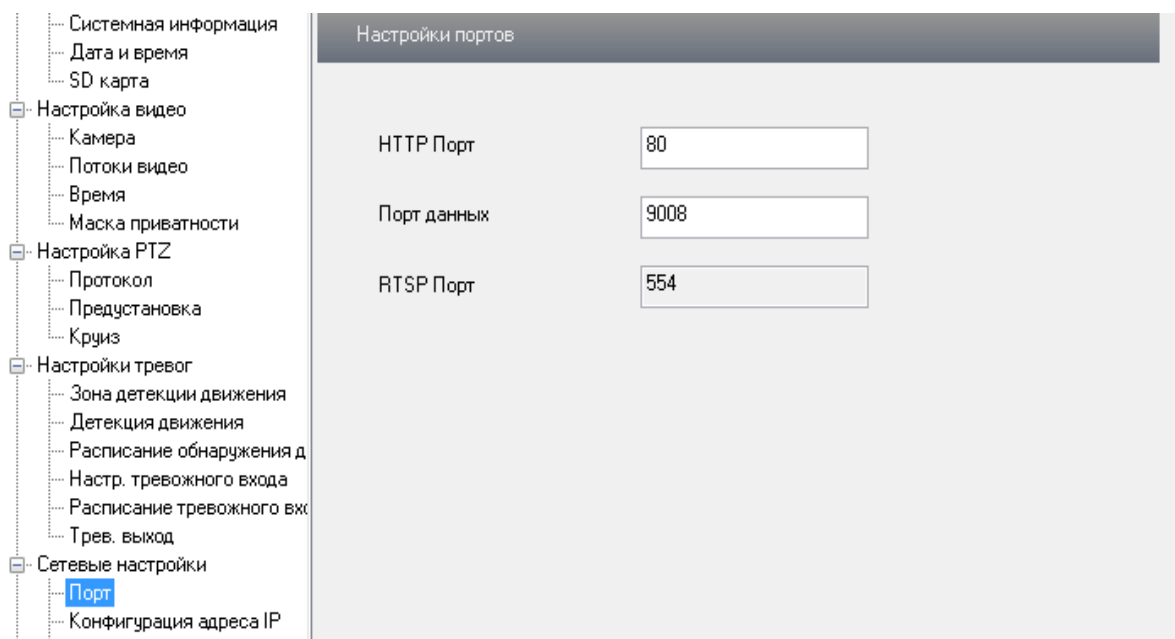 Системная информация
Дата и время
SD карта
Настройка видео
Камера
Потоки видео
Время
Маска приватности
Настройка PTZ
Протокол
Предустановка
Круиз
Настройки тревог
Зона детекции движения
Детекция движения
Расписание обнаружения д
Настр. тревожного входа
Расписание тревожного вхо
Трев. выход
Сетевые настройки
Порт
Конфигурация адреса IP
Настройки портов
HTTP Порт 80
Порт данных 9008
RTSP Порт 554